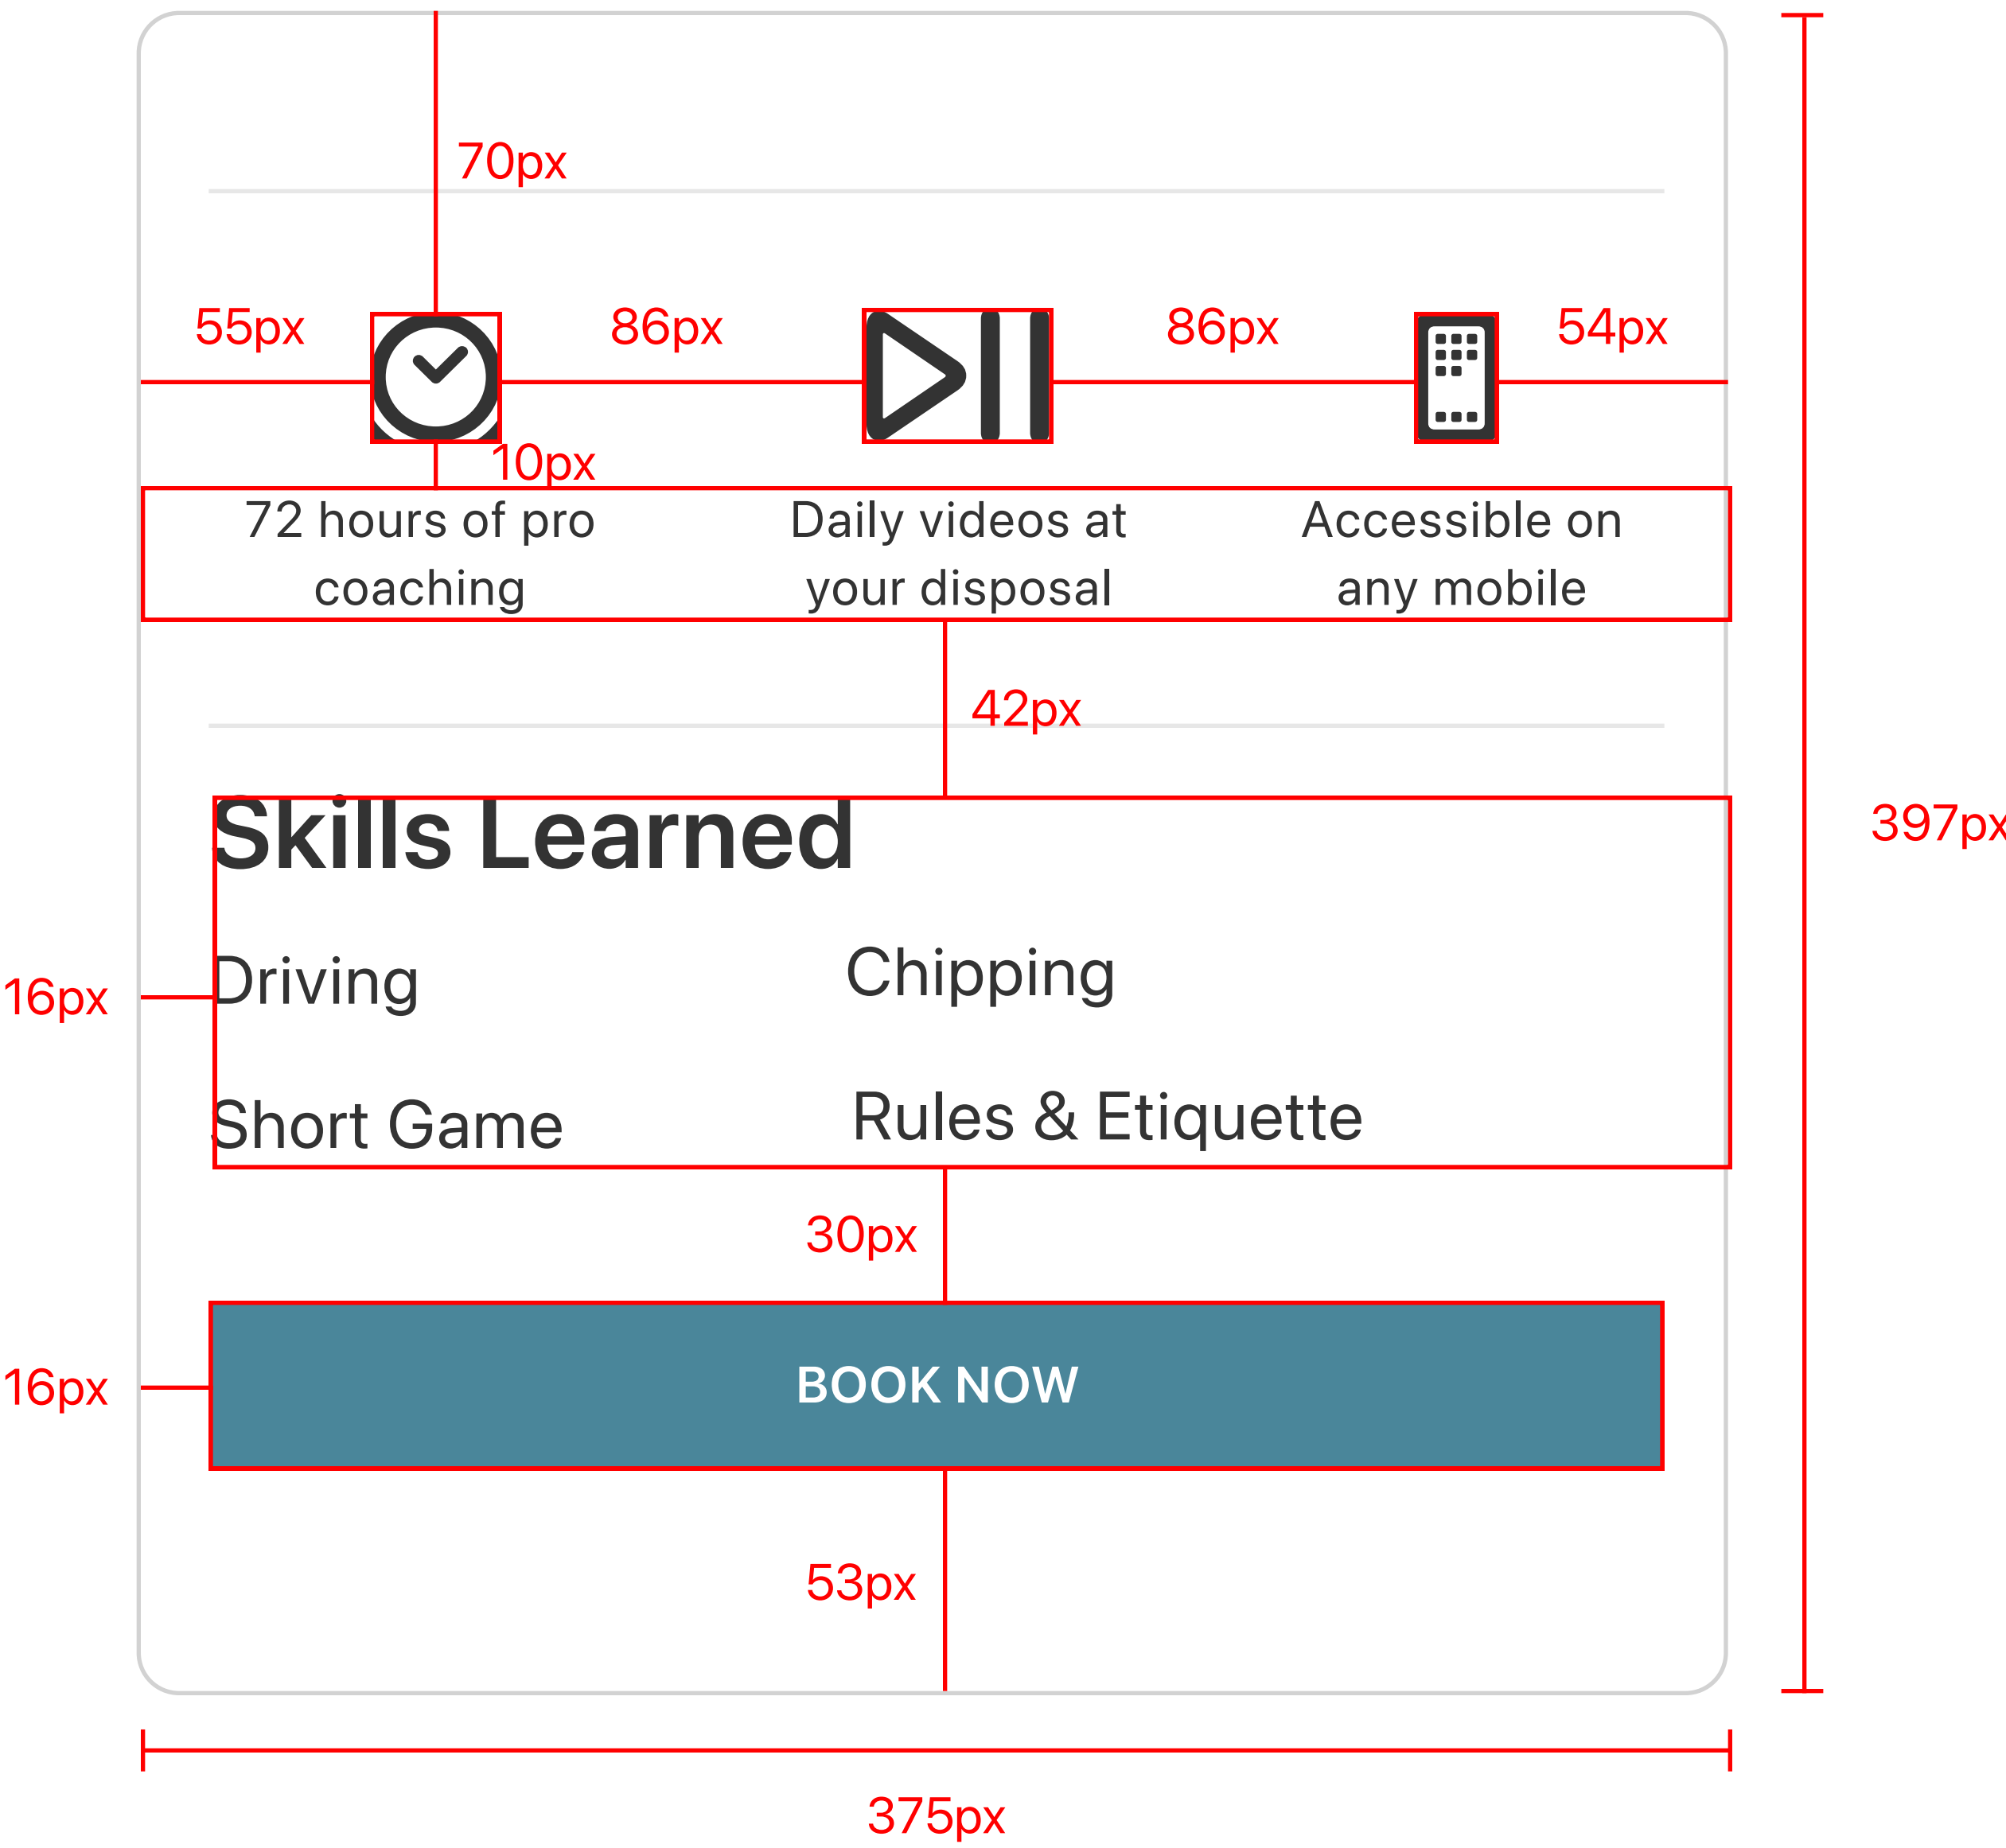 70px
55px
86px
86px
54px
10px
72 hours of pro
coaching
Daily videos at
your disposal
Accessible on
any mobile
42px
Skills Learned
397px
Driving
Chipping
16px
Short Game
Rules & Etiquette
30px
BOOK NOW
16px
53px
375px